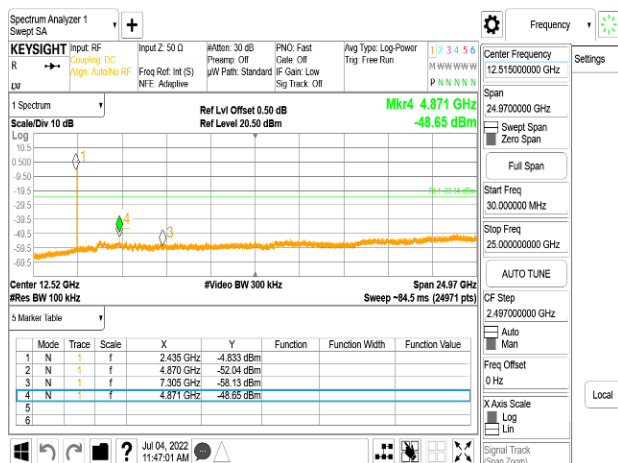 Spectrum Analyzer 1
Swept SA
Frequency
KEYSIGHT
R
Input: RF
Coupling: DC
Align: Auto/No RF
Input Z: 50 Ω
Freq Ref: Int (S)
NFE: Adaptive
#Atten: 30 dB
Preamp: Off
µW Path: Standard
PNO: Fast
Gate: Off
IF Gain: Low
Sig Track: Off
Avg Type: Log-Power
Trig: Free Run
1 2 3 4 5 6
M W W W W W
P N N N N N
1 Spectrum
Scale/Div 10 dB
Ref Lvl Offset 0.50 dB
Ref Level 20.50 dBm
Mkr4 4.871 GHz
-48.65 dBm
Log
10.5
0.500
-9.50
-19.5
-29.5
-39.5
-49.5
-59.5
-69.5
1
4
3
Center 12.52 GHz
#Res BW 100 kHz
#Video BW 300 kHz
Span 24.97 GHz
Sweep ~84.5 ms (24971 pts)
5 Marker Table
Mode Trace Scale X Y Function Function Width Function Value
1 N 1 f 2.435 GHz -4.833 dBm
2 N 1 f 4.870 GHz -52.04 dBm
3 N 1 f 7.305 GHz -58.13 dBm
4 N 1 f 4.871 GHz -48.65 dBm
5
6
Jul 04, 2022
11:47:01 AM
Center Frequency
12.515000000 GHz
Span
24.9700000 GHz
Swept Span
Zero Span
Full Span
Start Freq
30.000000 MHz
Stop Freq
25.000000000 GHz
AUTO TUNE
CF Step
2.497000000 GHz
Auto
Man
Freq Offset
0 Hz
X Axis Scale
Log
Lin
Signal Track
(Span Zoom)
Settings
Local